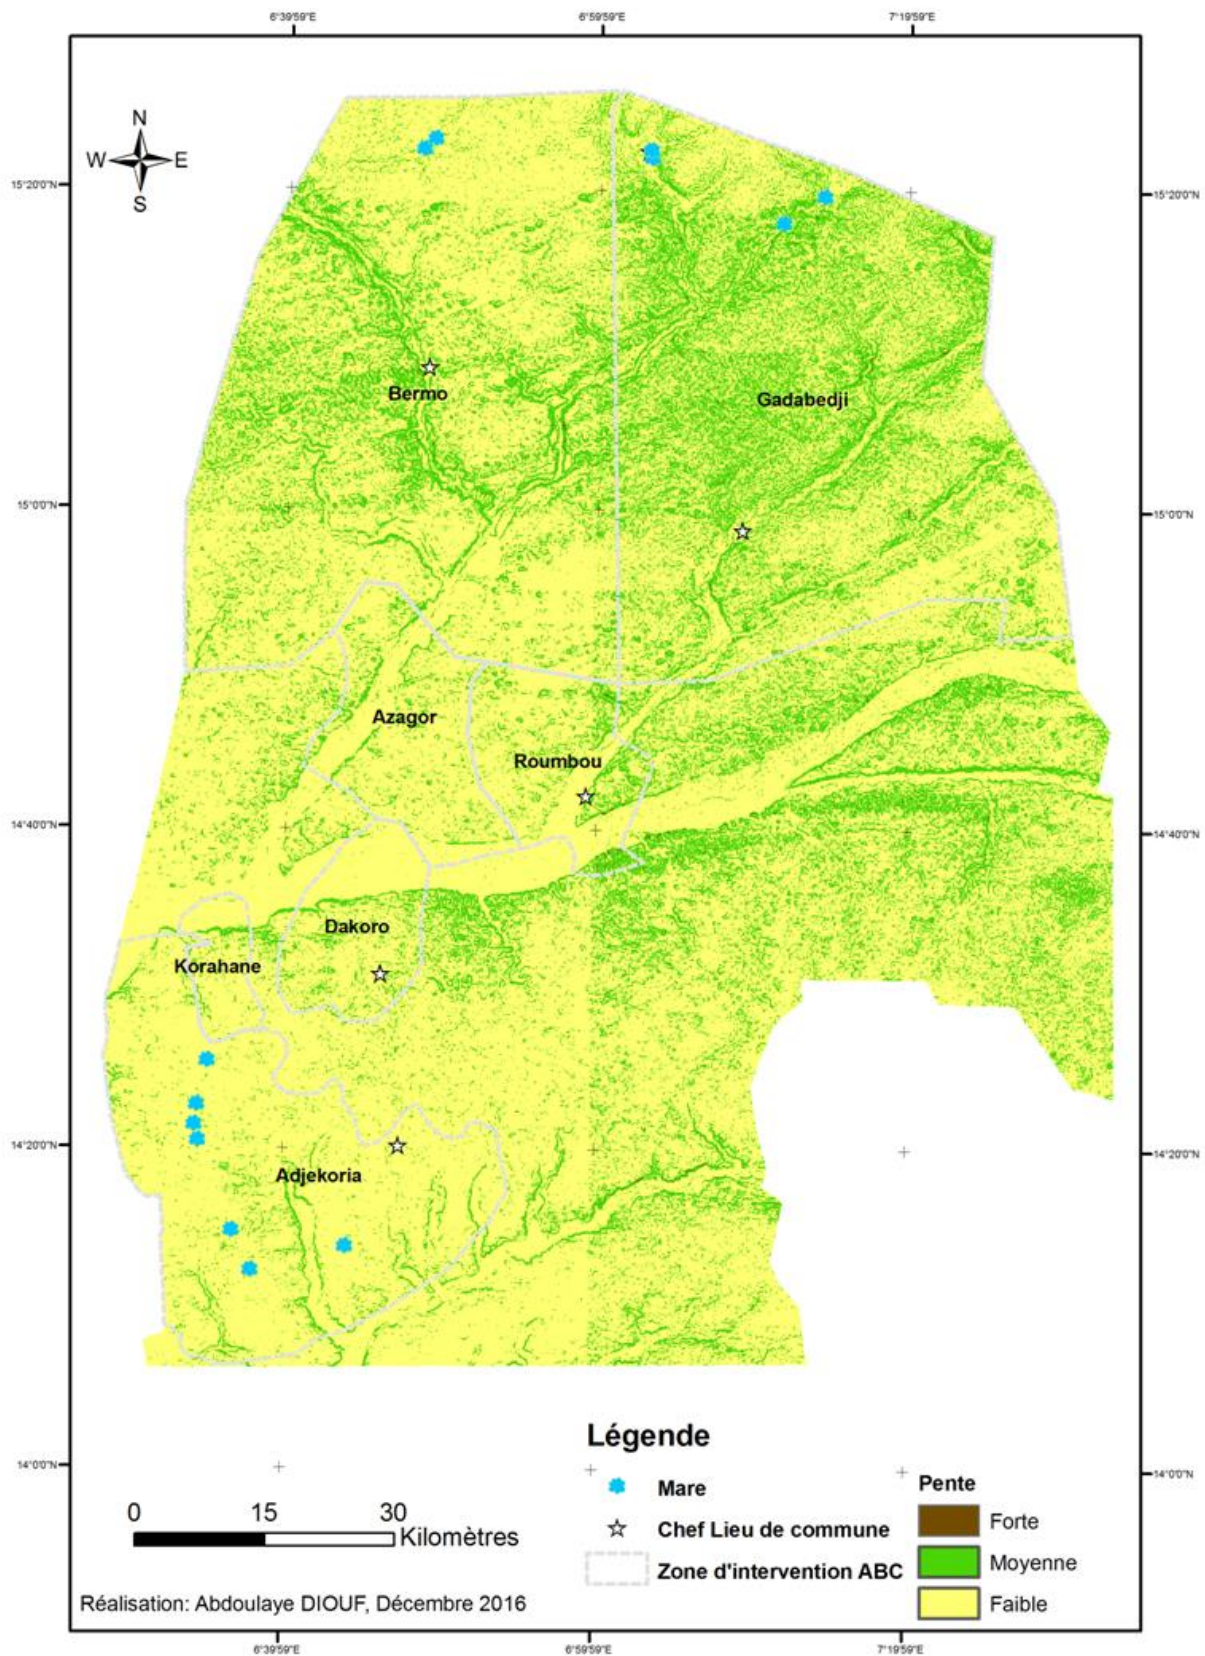 6°39'59"E
6°59'59"E
7°19'59"E
N
W
E
S
15°20'0"N
15°20'0"N
Bermo
Gadabedji
15°0'0"N
15°0'0"N
Azagor
Roumbou
14°40'0"N
14°40'0"N
Dakoro
Korahane
14°20'0"N
14°20'0"N
Adjekoria
Légende
14°0'0"N
14°0'0"N
Mare
Pente
0 15 30
Kilomètres
Chef Lieu de commune
Forte
Zone d'intervention ABC
Moyenne
Faible
Réalisation: Abdoulaye DIOUF, Décembre 2016
6°39'59"E
6°59'59"E
7°19'59"E